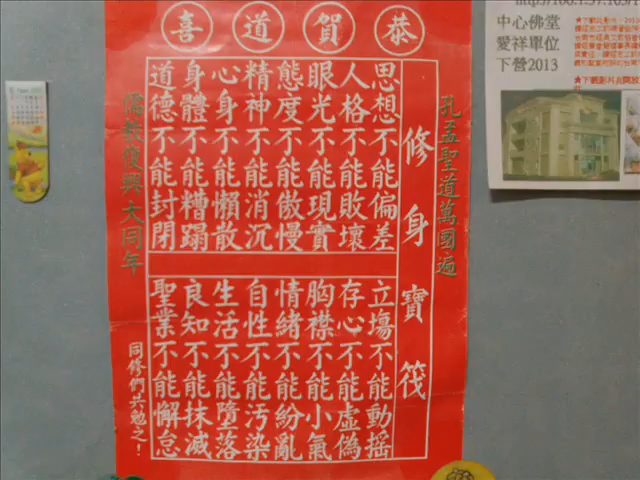 恭賀道喜
孔孟聖道萬國遍
修身寶筏
思想不能偏差
人格不能敗壞
眼光不能現實
態度不能傲慢
精神不能消沉
心身不能懶散
身體不能糟蹋
道德不能封閉
立場不能動搖
存心不能虛偽
胸襟不能小氣
情緒不能紛亂
自性不能污染
生活不能墮落
良知不能抹滅
聖業不能懈怠
儒教復興大同年
同修們共勉之！
中心佛堂
愛祥單位
下營2013